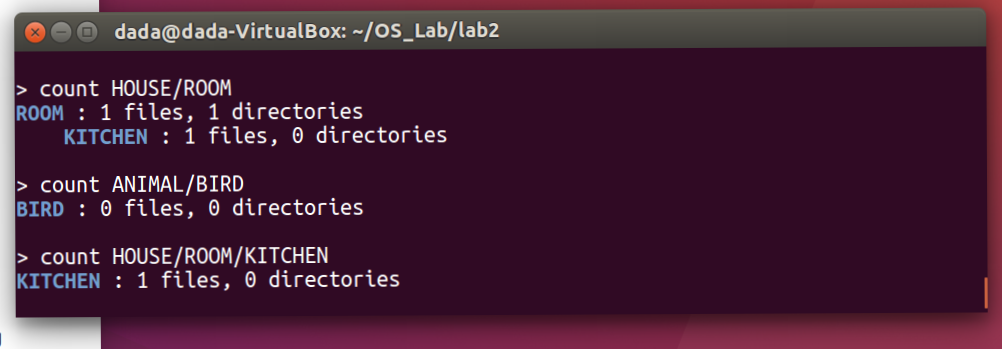 dada@dada-VirtualBox: ~/OS_Lab/lab2
> count HOUSE/ROOM
ROOM : 1 files, 1 directories
    KITCHEN : 1 files, 0 directories
> count ANIMAL/BIRD
BIRD : 0 files, 0 directories
> count HOUSE/ROOM/KITCHEN
KITCHEN : 1 files, 0 directories